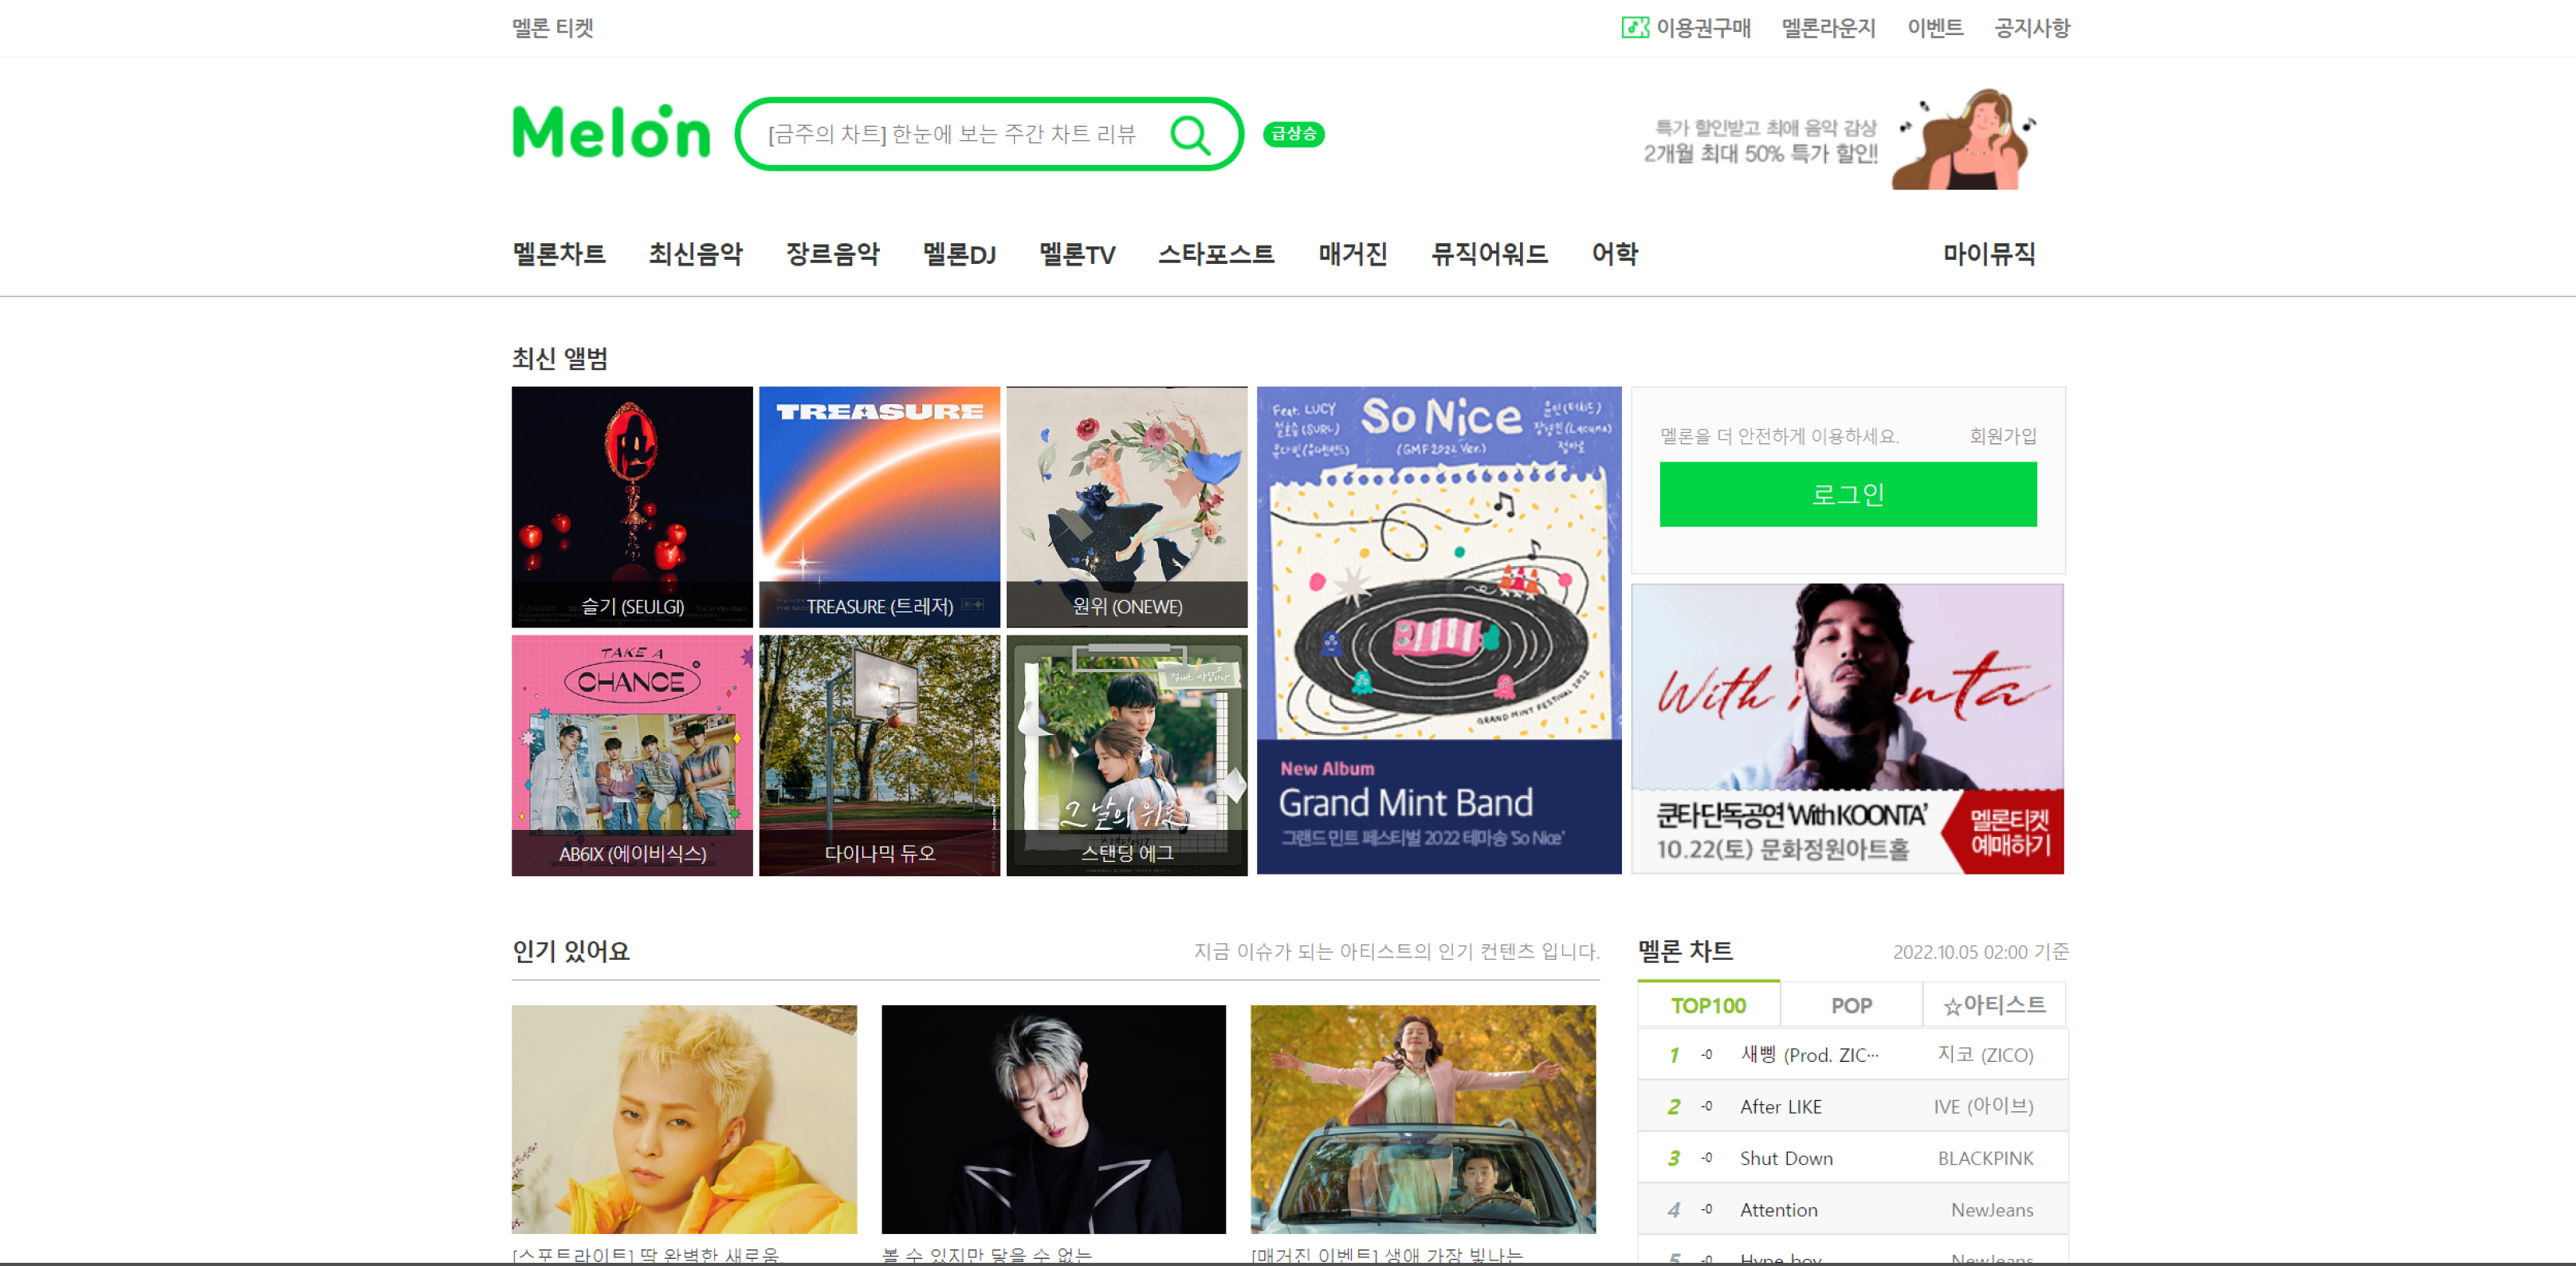 멜론 티켓
이용권구매 멜론라운지 이벤트 공지사항
Melon
[금주의 차트] 한눈에 보는 주간 차트 리뷰
급상승
특가 할인받고 최애 음악 감상
2개월 최대 50% 특가 할인!!
멜론차트 최신음악 장르음악 멜론DJ 멜론TV 스타포스트 매거진 뮤직어워드 어학 마이뮤직
최신 앨범
슬기 (SEULGI)
TREASURE
TREASURE (트레저)
원위 (ONEWE)
TAKE A
CHANCE
AB6IX (에이비식스)
다이나믹 듀오
그 날의 위로
스탠딩 에그
Feat. LUCY
So Nice
(GMF 2022 Ver.)
GRAND MINT FESTIVAL 2022
New Album
Grand Mint Band
그랜드 민트 페스티벌 2022 테마송 'So Nice'
멜론을 더 안전하게 이용하세요. 회원가입
로그인
With nta
쿤타 단독공연 'With KOONTA'
10.22(토) 문화정원아트홀
멜론티켓
예매하기
인기 있어요
지금 이슈가 되는 아티스트의 인기 컨텐츠 입니다.
[스포트라이트] 딱 완벽한 새로움,
볼 수 있지만 닿을 수 없는
[매거진 이벤트] 생애 가장 빛나는
멜론 차트 2022.10.05 02:00 기준
TOP100 POP ☆아티스트
1 -0 새삥 (Prod. ZIC··· 지코 (ZICO)
2 -0 After LIKE IVE (아이브)
3 -0 Shut Down BLACKPINK
4 -0 Attention NewJeans
5 -0 Hype boy NewJeans